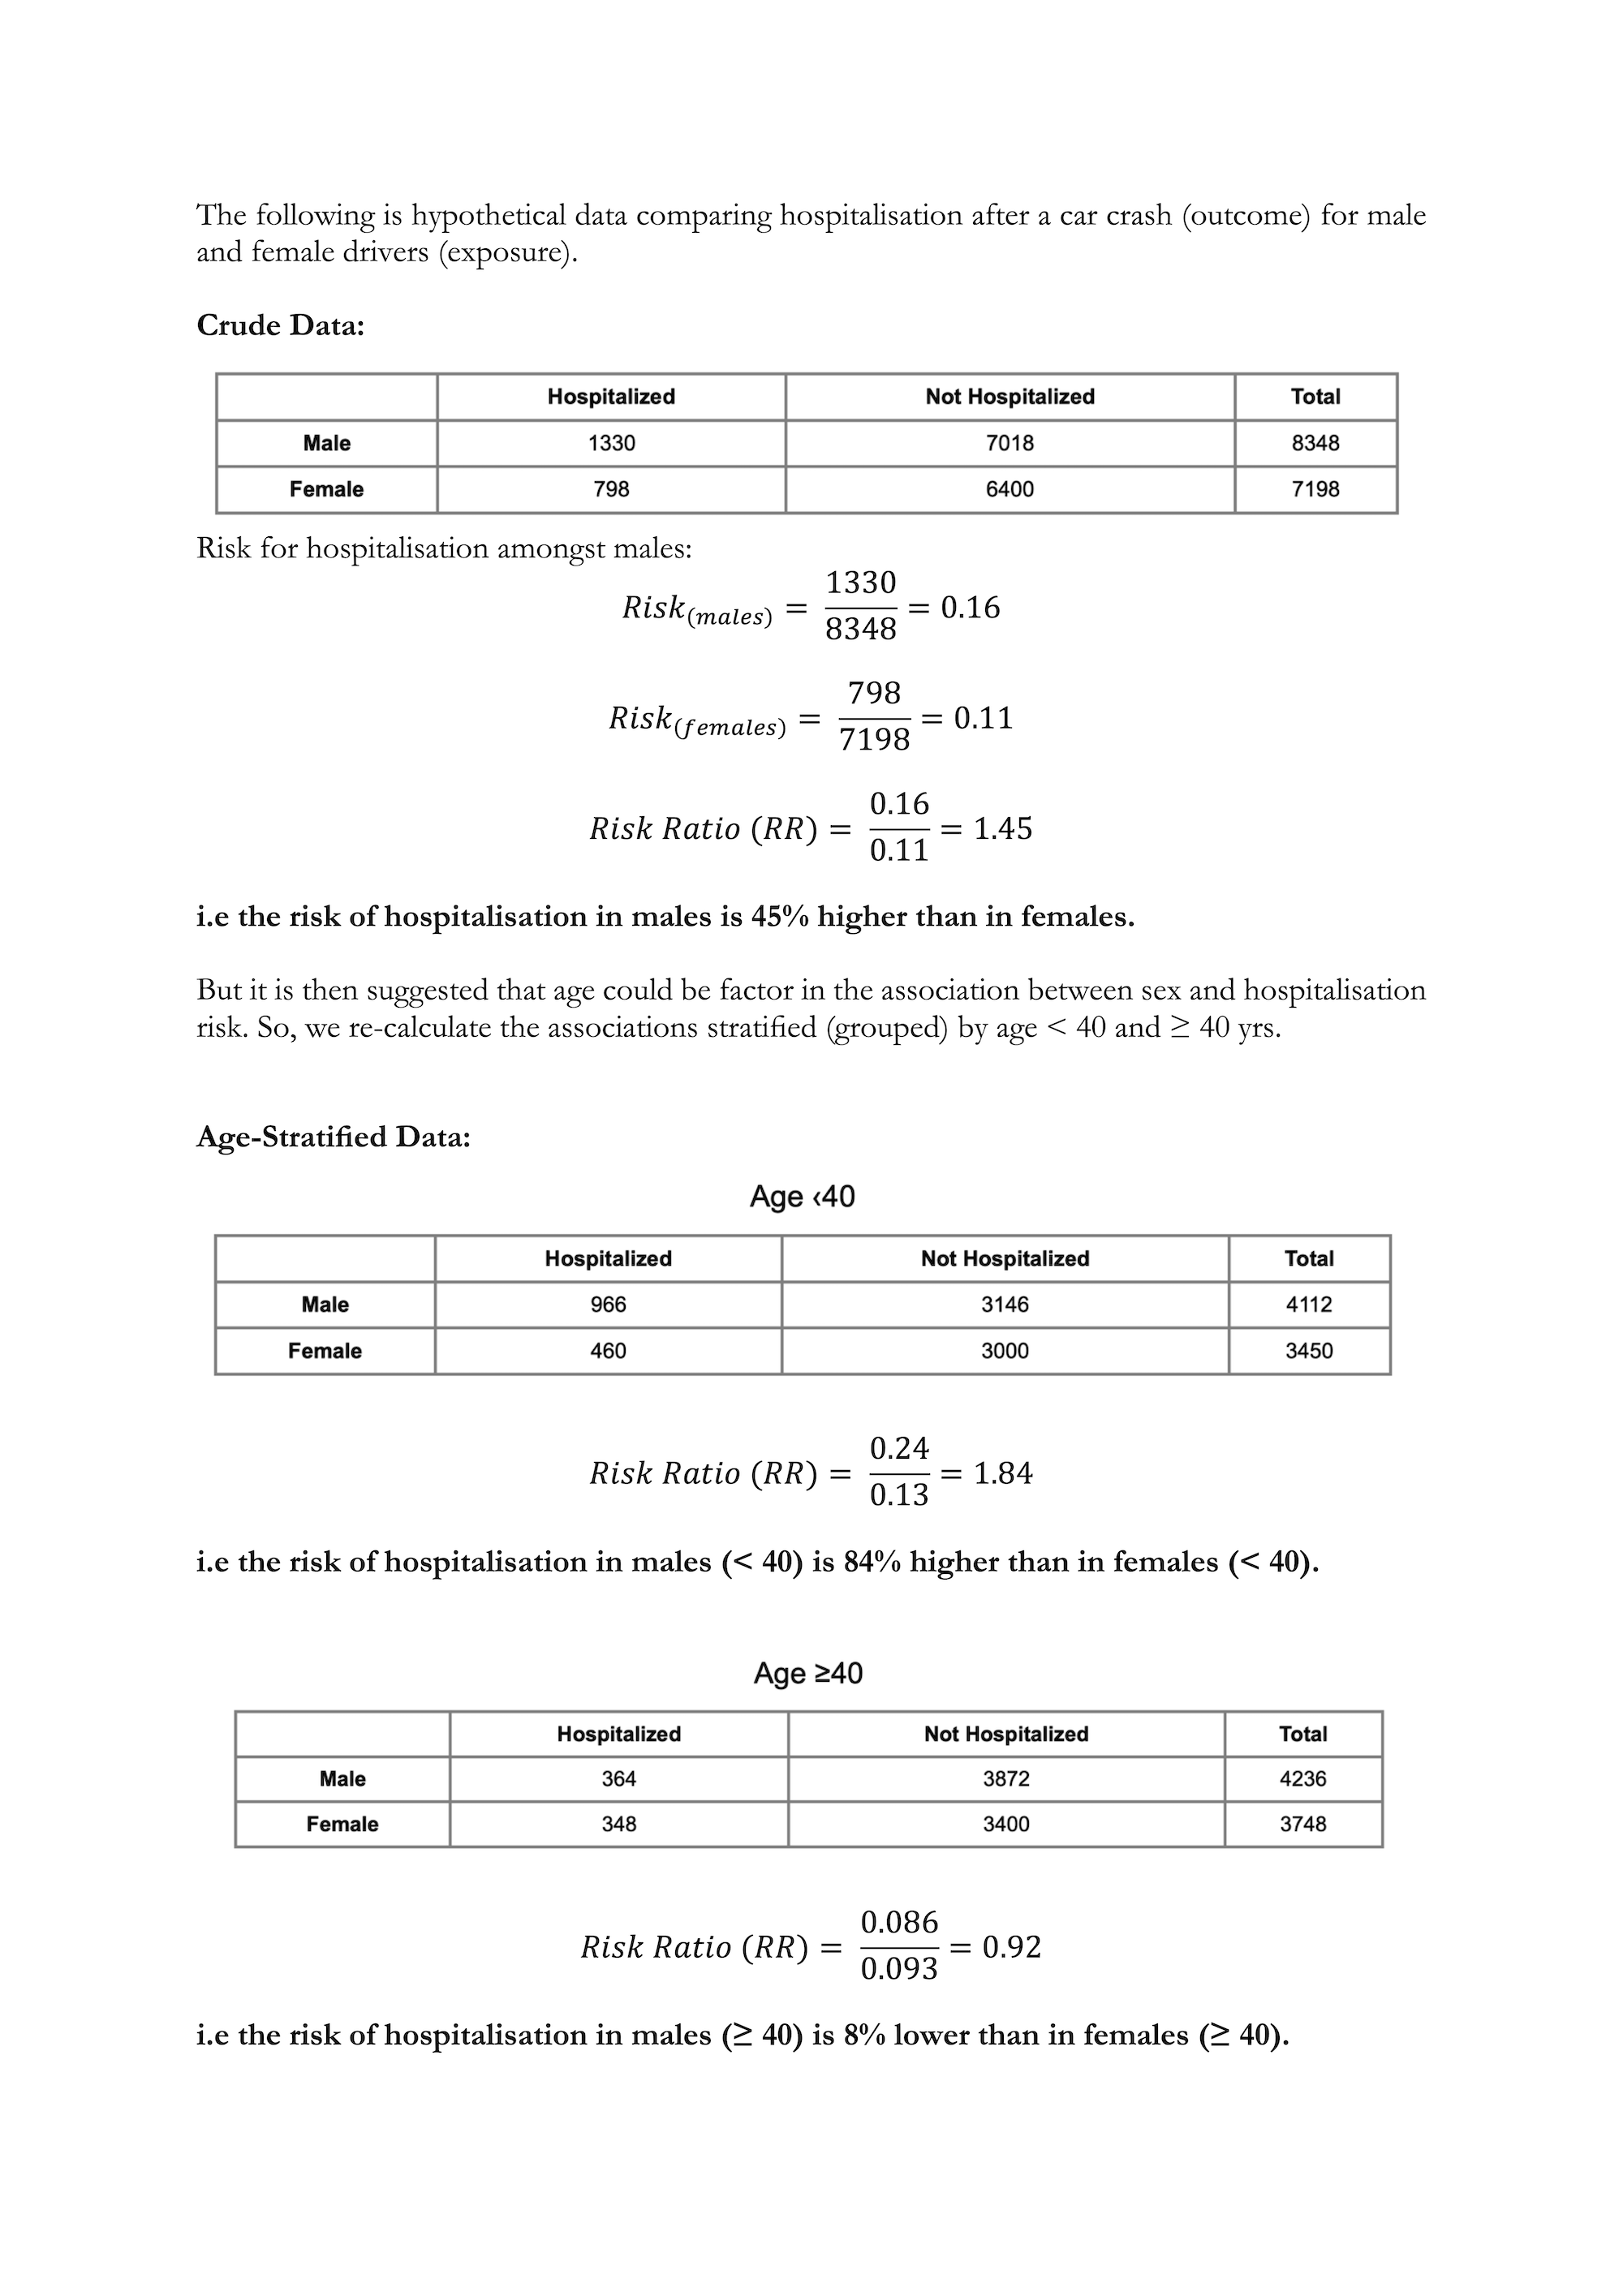 The following is hypothetical data comparing hospitalisation after a car crash (outcome) for male
and female drivers (exposure).
Crude Data:
Hospitalized Not Hospitalized Total
Male 1330 7018 8348
Female 798 6400 7198
Risk for hospitalisation amongst males:
Risk(males) = 1330/8348 = 0.16
Risk(females) = 798/7198 = 0.11
Risk Ratio (RR) = 0.16/0.11 = 1.45
i.e the risk of hospitalisation in males is 45% higher than in females.
But it is then suggested that age could be factor in the association between sex and hospitalisation
risk. So, we re-calculate the associations stratified (grouped) by age < 40 and ≥ 40 yrs.
Age-Stratified Data:
Age <40
Hospitalized Not Hospitalized Total
Male 966 3146 4112
Female 460 3000 3450
Risk Ratio (RR) = 0.24/0.13 = 1.84
i.e the risk of hospitalisation in males (< 40) is 84% higher than in females (< 40).
Age ≥40
Hospitalized Not Hospitalized Total
Male 364 3872 4236
Female 348 3400 3748
Risk Ratio (RR) = 0.086/0.093 = 0.92
i.e the risk of hospitalisation in males (≥ 40) is 8% lower than in females (≥ 40).